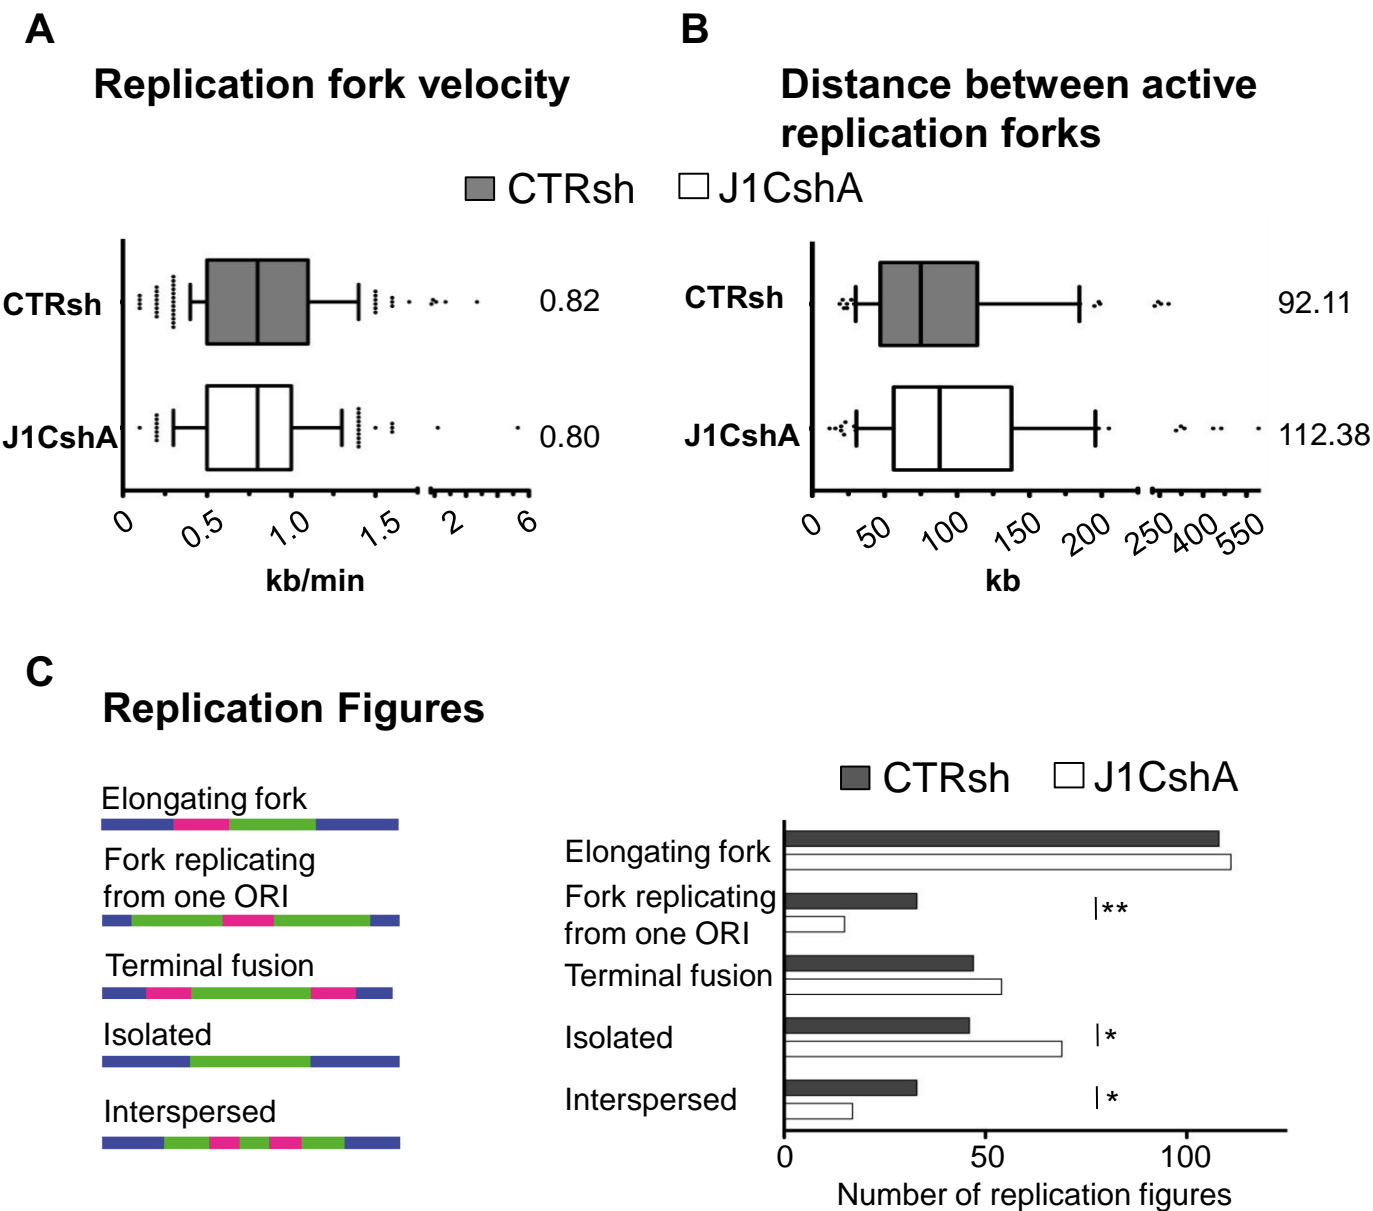 A
Replication fork velocity
B
Distance between active
replication forks
CTRsh
J1CshA
CTRsh
0.82
J1CshA
0.80
0 0.5 1.0 1.5 2 6
kb/min
CTRsh
92.11
J1CshA
112.38
0 50 100 150 200 250 400 550
kb
C
Replication Figures
Elongating fork
Fork replicating
from one ORI
Terminal fusion
Isolated
Interspersed
CTRsh
J1CshA
Elongating fork
Fork replicating
from one ORI
**
Terminal fusion
Isolated
*
Interspersed
*
0 50 100
Number of replication figures